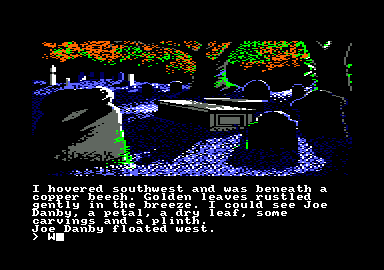 I hovered southwest and was beneath a
copper beech. Golden leaves rustled
gently in the breeze. I could see Joe
Danby, a petal, a dry leaf, some
carvings and a plinth.
Joe Danby floated west.
> W